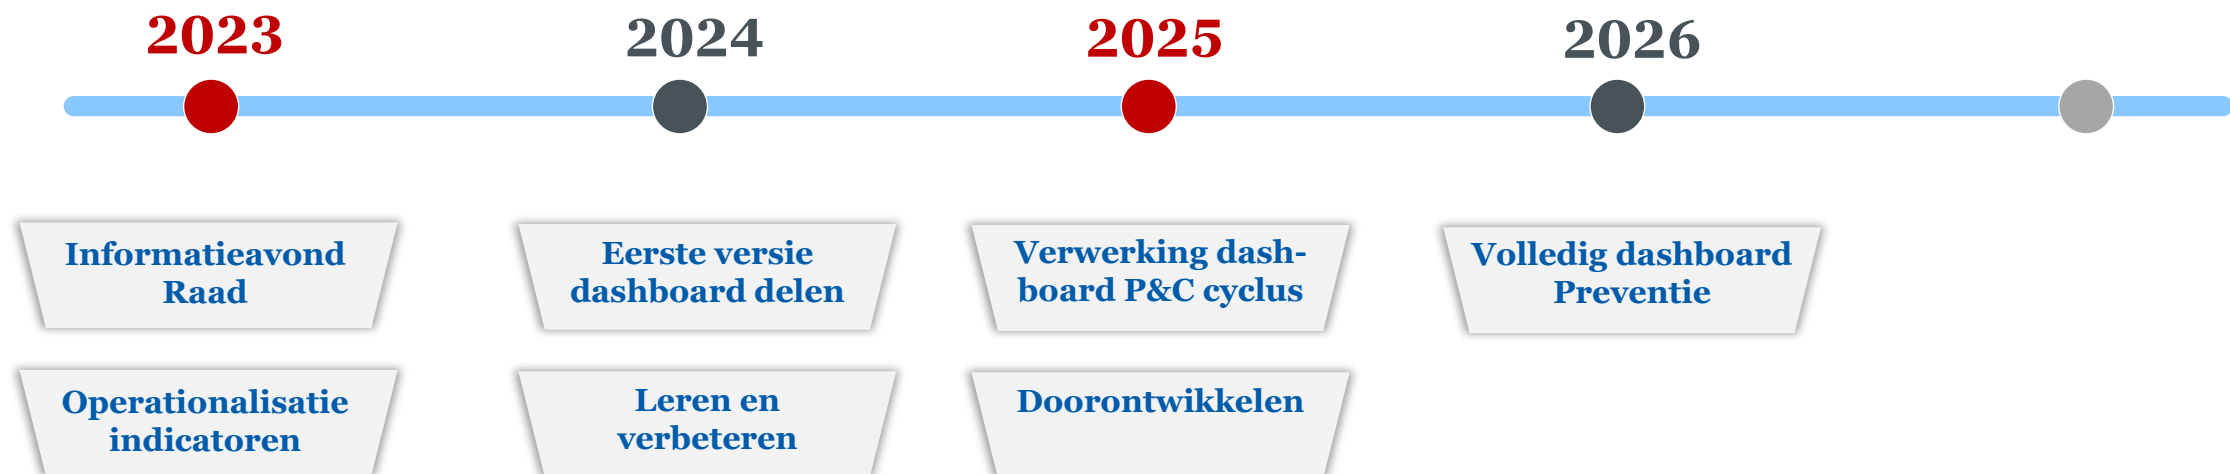 2023
2024
2025
2026
Informatieavond
Raad
Eerste versie
dashboard delen
Verwerking dash-
board P&C cyclus
Volledig dashboard
Preventie
Operationalisatie
indicatoren
Leren en
verbeteren
Doorontwikkelen